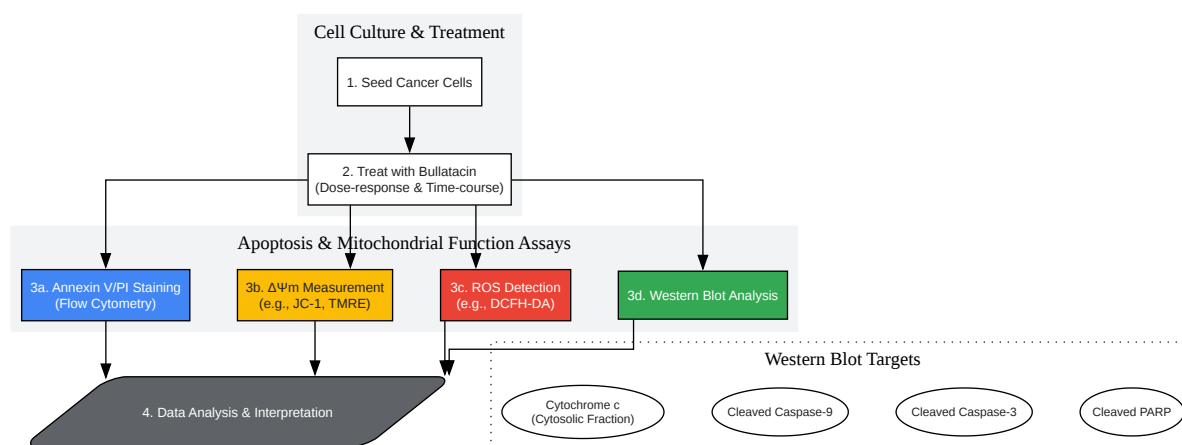 Cell Culture & Treatment
1. Seed Cancer Cells
2. Treat with Bullatacin
(Dose-response & Time-course)
Apoptosis & Mitochondrial Function Assays
3a. Annexin V/PI Staining
(Flow Cytometry)
3b. ΔΨm Measurement
(e.g., JC-1, TMRE)
3c. ROS Detection
(e.g., DCFH-DA)
3d. Western Blot Analysis
Western Blot Targets
4. Data Analysis & Interpretation
Cytochrome c
(Cytosolic Fraction)
Cleaved Caspase-9
Cleaved Caspase-3
Cleaved PARP